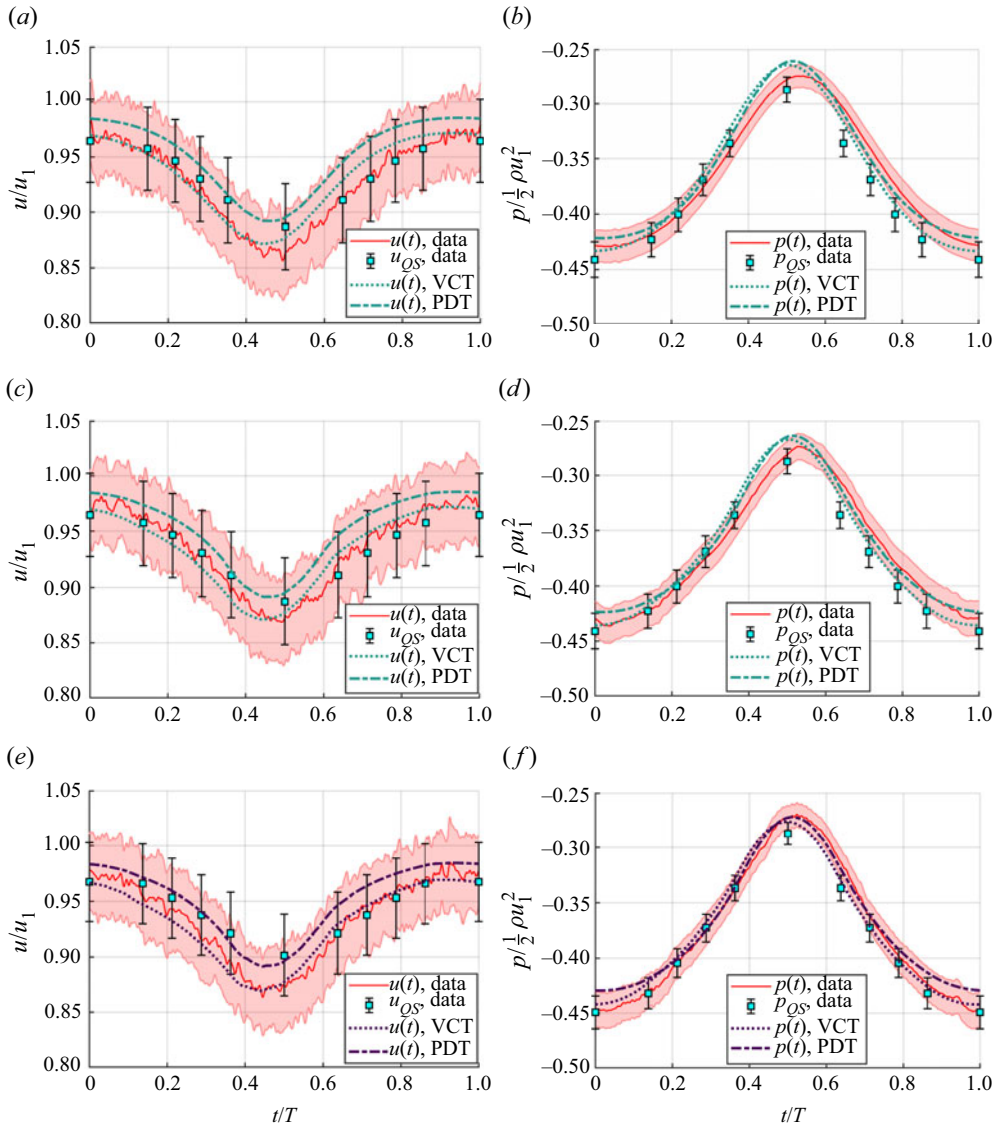 (a)
1.05
1.00
0.95
0.90
0.85
0.80
u/u1
0 0.2 0.4 0.6 0.8 1.0
u(t), data
uQS, data
u(t), VCT
u(t), PDT
(b)
–0.25
–0.30
–0.35
–0.40
–0.45
–0.50
p/½ ρu1²
0 0.2 0.4 0.6 0.8 1.0
p(t), data
pQS, data
p(t), VCT
p(t), PDT
(c)
1.05
1.00
0.95
0.90
0.85
0.80
u/u1
0 0.2 0.4 0.6 0.8 1.0
u(t), data
uQS, data
u(t), VCT
u(t), PDT
(d)
–0.25
–0.30
–0.35
–0.40
–0.45
–0.50
p/½ ρu1²
0 0.2 0.4 0.6 0.8 1.0
p(t), data
pQS, data
p(t), VCT
p(t), PDT
(e)
1.05
1.00
0.95
0.90
0.85
0.80
u/u1
0 0.2 0.4 0.6 0.8 1.0
t/T
u(t), data
uQS, data
u(t), VCT
u(t), PDT
(f)
–0.25
–0.30
–0.35
–0.40
–0.45
–0.50
p/½ ρu1²
0 0.2 0.4 0.6 0.8 1.0
t/T
p(t), data
pQS, data
p(t), VCT
p(t), PDT